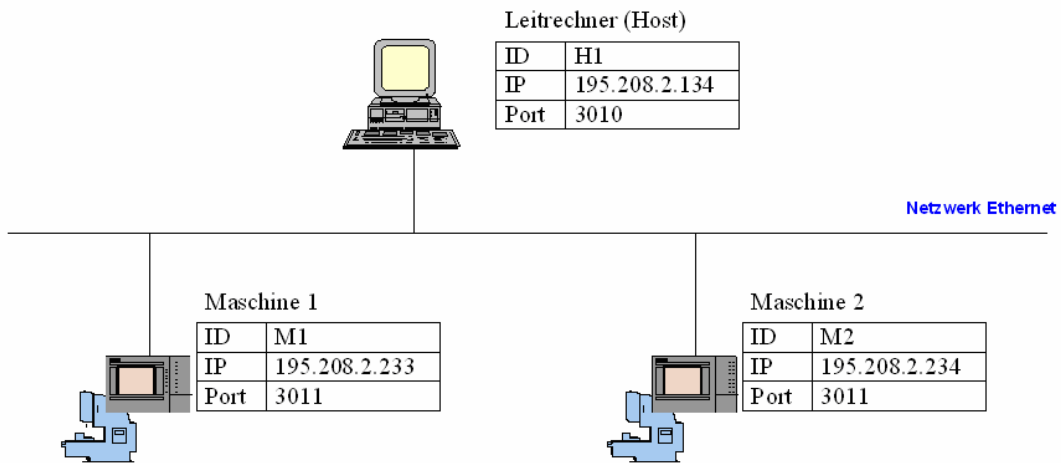 Leitrechner (Host)
ID H1
IP 195.208.2.134
Port 3010
Netzwerk Ethernet
Maschine 1
ID M1
IP 195.208.2.233
Port 3011
Maschine 2
ID M2
IP 195.208.2.234
Port 3011